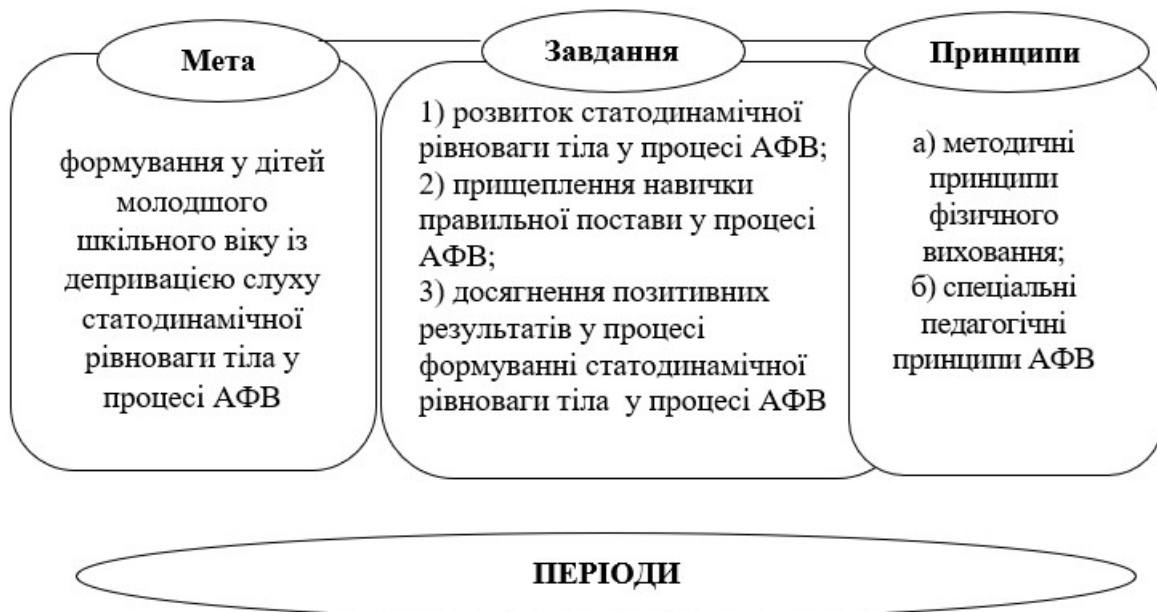 Мета
формування у дітей
молодшого
шкільного віку із
депривацією слуху
статодинамічної
рівноваги тіла у
процесі АФВ
Завдання
1) розвиток статодинамічної
рівноваги тіла у процесі АФВ;
2) прищеплення навички
правильної постави у процесі
АФВ;
3) досягнення позитивних
результатів у процесі
формуванні статодинамічної
рівноваги тіла у процесі АФВ
Принципи
а) методичні
принципи
фізичного
виховання;
б) спеціальні
педагогічні
принципи АФВ
ПЕРІОДИ